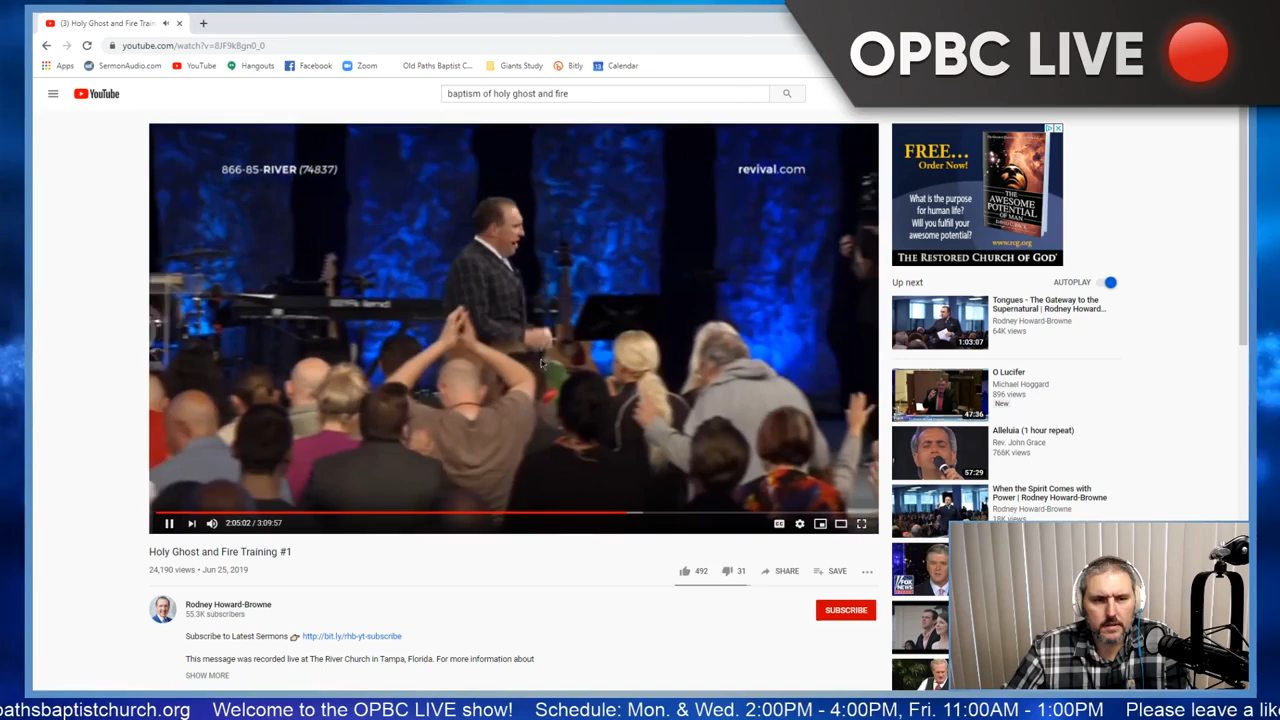 (3) Holy Ghost and Fire Train
youtube.com/watch?v=8JF9kBgn0_0
Apps SermonAudio.com YouTube Hangouts Facebook Zoom Old Paths Baptist C... Giants Study Bitly 13 Calendar
OPBC LIVE
YouTube
baptism of holy ghost and fire
866-85-RIVER (74837)
revival.com
FREE...
Order Now!
What is the purpose
for human life?
Will you fulfill your
awesome potential?
THE
AWESOME
POTENTIAL
OF MAN
www.rcg.org
THE RESTORED CHURCH OF GOD
Up next
AUTOPLAY
Tongues - The Gateway to the
Supernatural | Rodney Howard...
Rodney Howard-Browne
64K views
1:03:07
O Lucifer
Michael Hoggard
896 views
New
47:36
Alleluia (1 hour repeat)
Rev. John Grace
766K views
57:29
When the Spirit Comes with
Power | Rodney Howard-Browne
Rodney Howard-Browne
18K views
FOX
NEWS
2:05:02 / 3:09:57
CC
Holy Ghost and Fire Training #1
24,190 views • Jun 25, 2019
492 31 SHARE SAVE ...
Rodney Howard-Browne
55.3K subscribers
SUBSCRIBE
Subscribe to Latest Sermons http://bit.ly/rhb-yt-subscribe
This message was recorded live at The River Church in Tampa, Florida. For more information about
SHOW MORE
pathsbaptistchurch.org Welcome to the OPBC LIVE show! Schedule: Mon. & Wed. 2:00PM - 4:00PM, Fri. 11:00AM - 1:00PM Please leave a lik